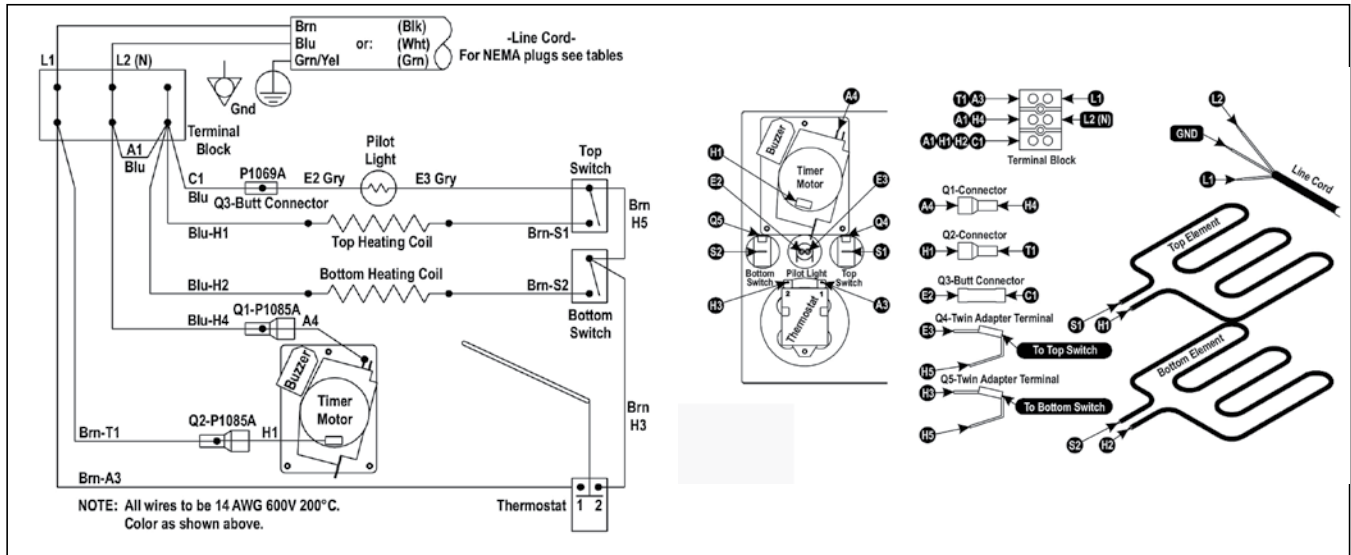 Brn (Blk)
Blu or: (Wht)
Grn/Yel (Grn)
-Line Cord-
For NEMA plugs see tables
L1
L2 (N)
Gnd
Terminal
Block
A1
Blu
C1
Blu
P1069A
Q3-Butt Connector
E2 Gry
Pilot
Light
E3 Gry
Top
Switch
Brn
H5
Blu-H1
Top Heating Coil
Brn-S1
Blu-H2
Bottom Heating Coil
Brn-S2
Bottom
Switch
Blu-H4
Q1-P1085A
A4
Buzzer
Timer
Motor
Q2-P1085A
Brn-T1
H1
Brn
H3
Brn-A3
Thermostat
1 2
NOTE: All wires to be 14 AWG 600V 200°C.
Color as shown above.
A4
Buzzer
Timer
Motor
H1
E2
E3
Q5
Q4
S2
S1
Bottom
Switch
Pilot Light
Top
Switch
H3
A3
2 1
Thermostat
T1 A3
L1
A1 H4
L2 (N)
A1 H1 H2 C1
Terminal Block
Q1-Connector
A4
H4
Q2-Connector
H1
T1
Q3-Butt Connector
E2
C1
Q4-Twin Adapter Terminal
E3
To Top Switch
H5
Q5-Twin Adapter Terminal
H3
To Bottom Switch
H5
L2
GND
L1
Line Cord
Top Element
S1
H1
Bottom Element
S2
H2